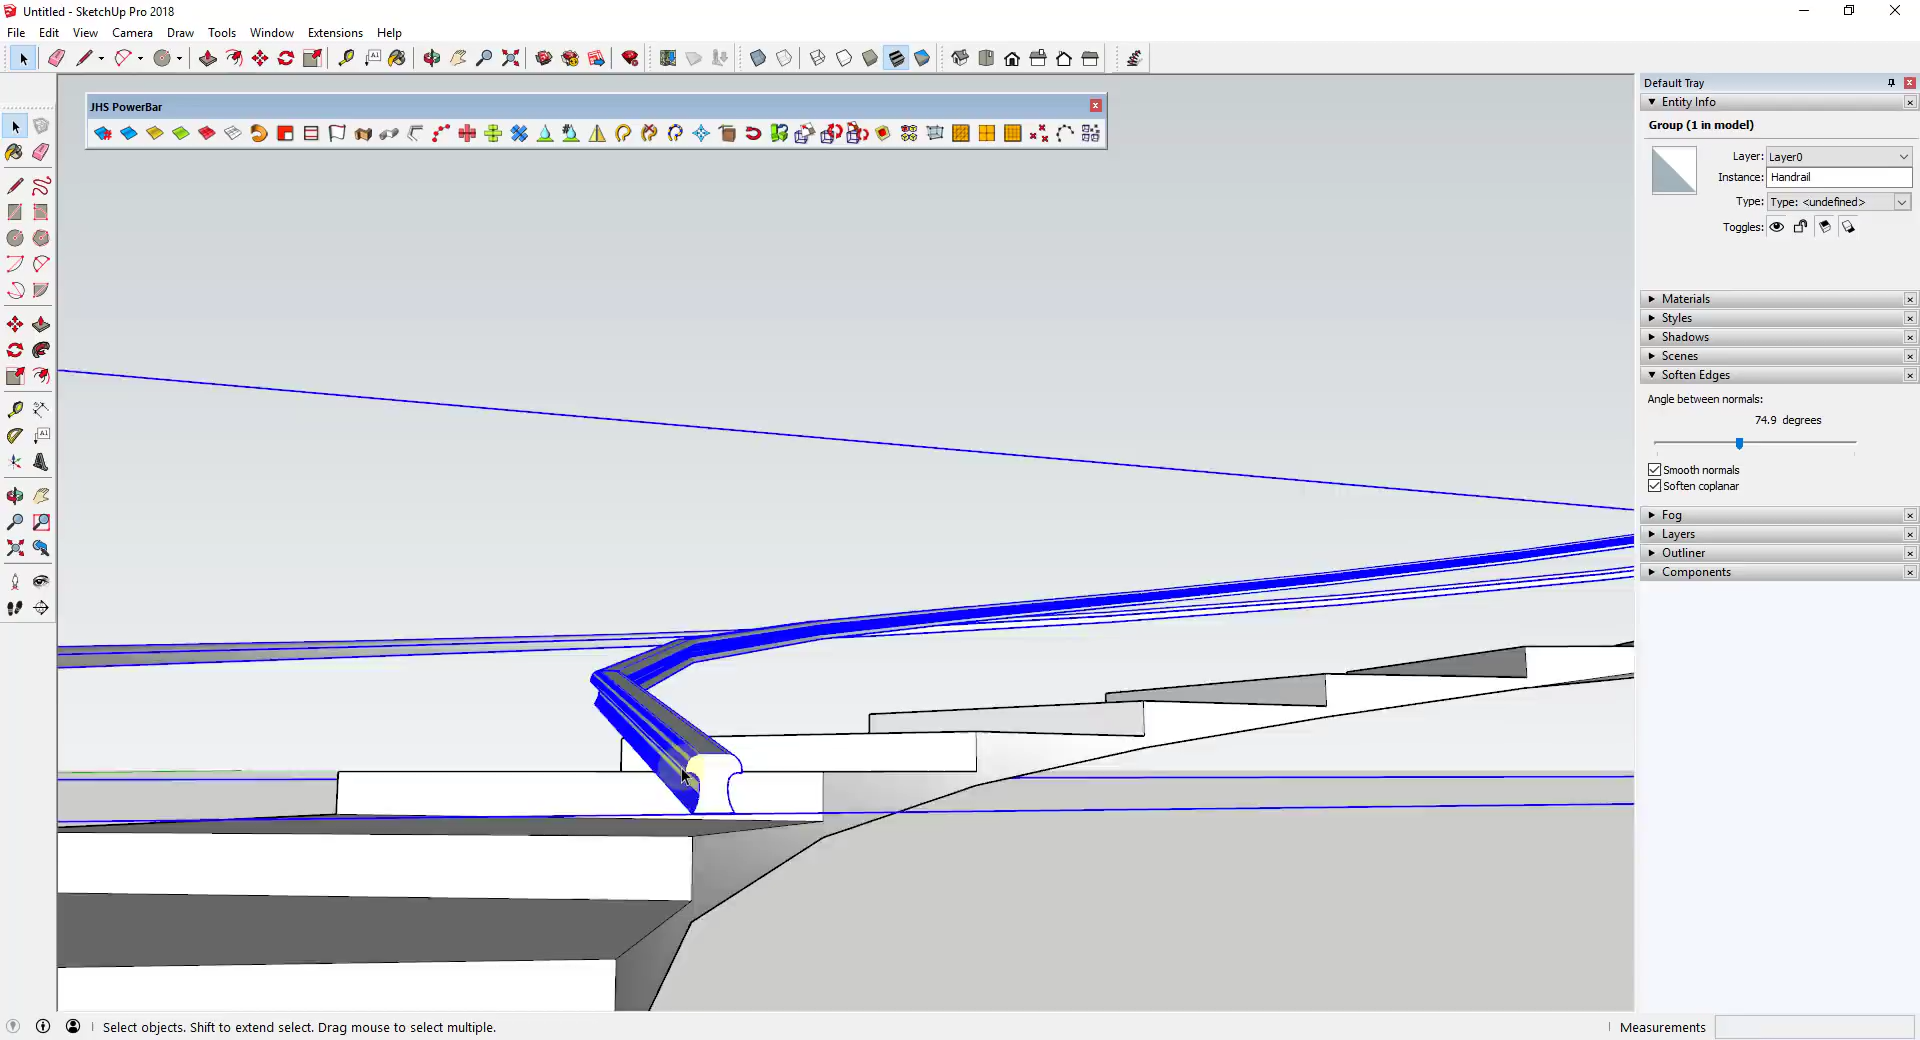 Untitled - SketchUp Pro 2018
File Edit View Camera Draw Tools Window Extensions Help
JHS PowerBar
Default Tray
Entity Info
Group (1 in model)
Layer: Layer0
Instance: Handrail
Type: Type: <undefined>
Toggles:
Materials
Styles
Shadows
Scenes
Soften Edges
Angle between normals:
74.9 degrees
Smooth normals
Soften coplanar
Fog
Layers
Outliner
Components
Select objects. Shift to extend select. Drag mouse to select multiple.
Measurements